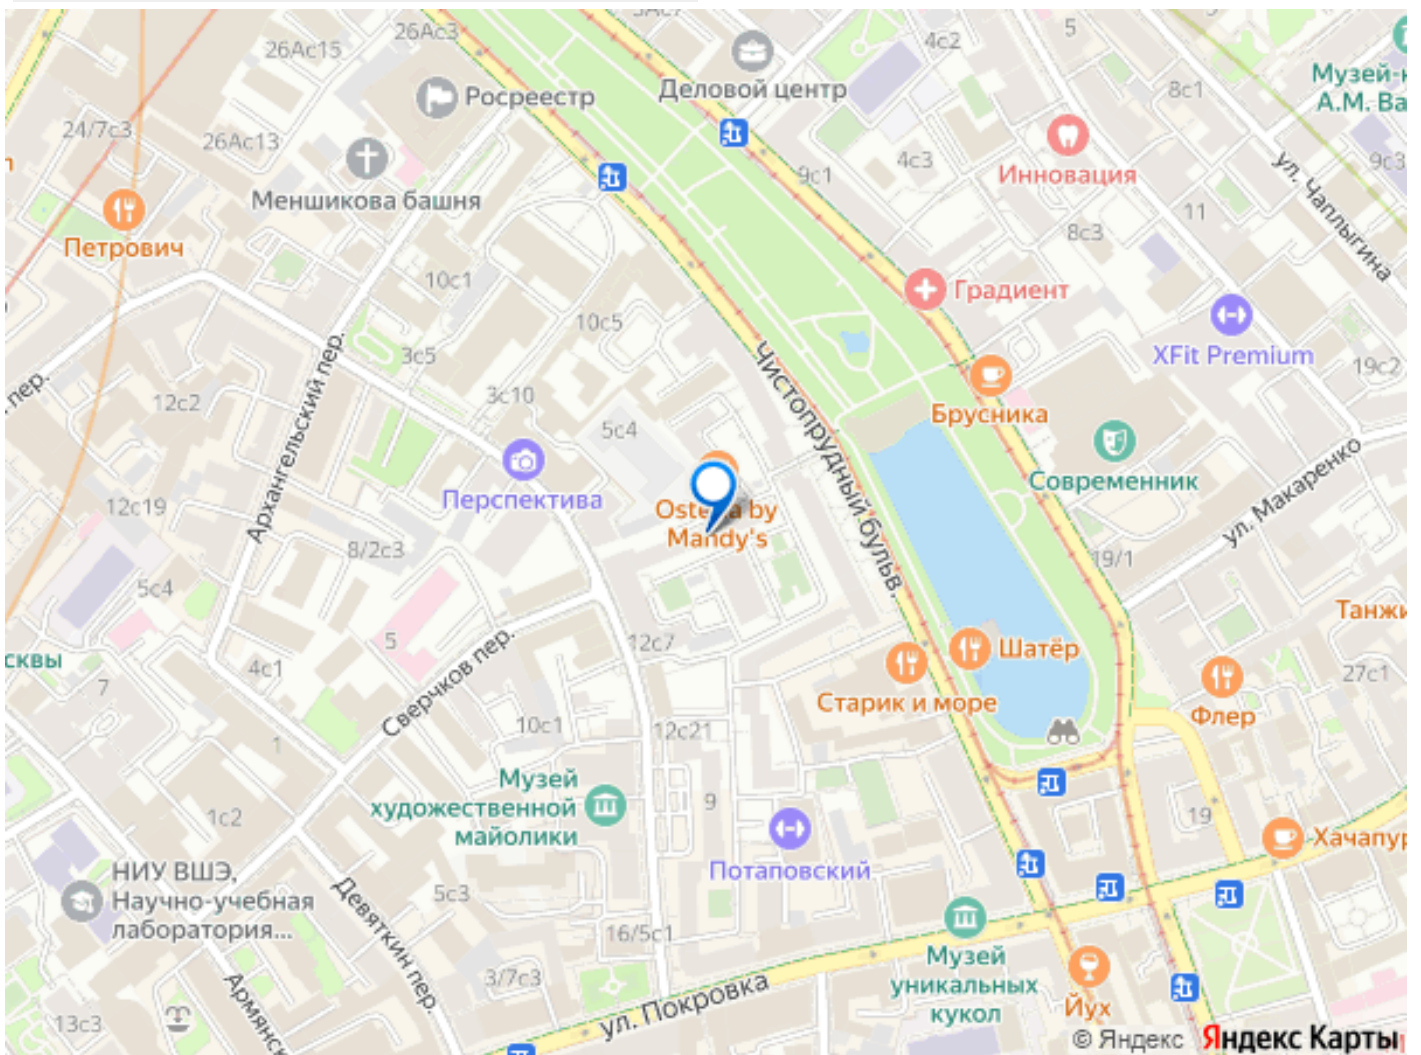 26Ас3
26Ас15
4с2
5
Деловой центр
Росреестр
8с1
Музей-
А.М. Ва
24/7с3
26Ас13
4с3
9с1
Инновация
9с3
ул. Чаплыгина
Меншикова башня
11
Петрович
8с3
10с1
Градиент
10с5
XFit Premium
3с5
19с2
пер.
12с2
3с10
Чистопрудный бульв.
Брусника
Архангельский пер.
5с4
Современник
Перспектива
12с19
Osteria by
Mandy's
ул. Макаренко
8/2с3
19/1
5с4
Танжи
5
12с7
Шатёр
сквы
4с1
Сверчков пер.
27с1
7
Старик и море
Флер
10с1
12с21
1
Музей
художественной
майолики
9
1с2
19
Хачапур
Потаповский
НИУ ВШЭ,
Научно-учебная
лаборатория...
Девяткин пер.
5с3
16/5с1
Музей
уникальных
кукол
3/7с3
ул. Покровка
Йух
Армянск
13с3
© Яндекс Яндекс Карты